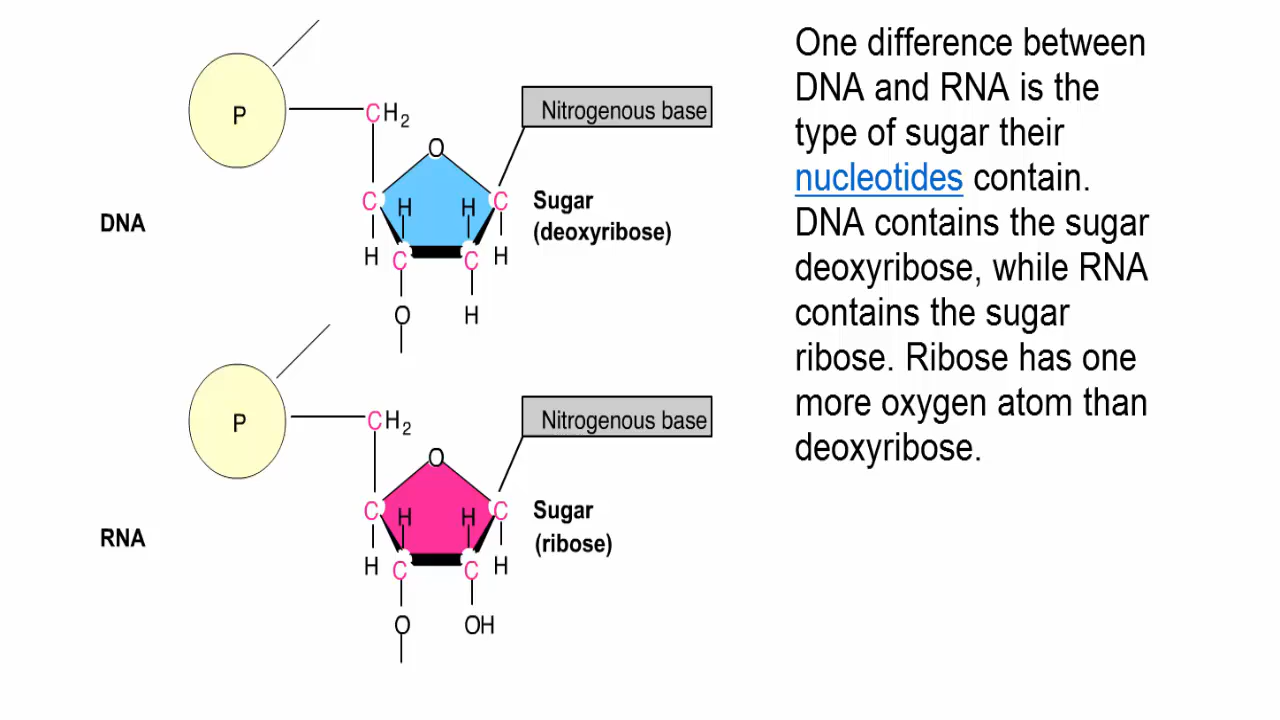 P
CH2
Nitrogenous base
O
C H H C
Sugar
(deoxyribose)
DNA
H C C H
O H
P
CH2
Nitrogenous base
O
C H H C
Sugar
(ribose)
RNA
H C C H
O OH
One difference between
DNA and RNA is the
type of sugar their
nucleotides contain.
DNA contains the sugar
deoxyribose, while RNA
contains the sugar
ribose. Ribose has one
more oxygen atom than
deoxyribose.